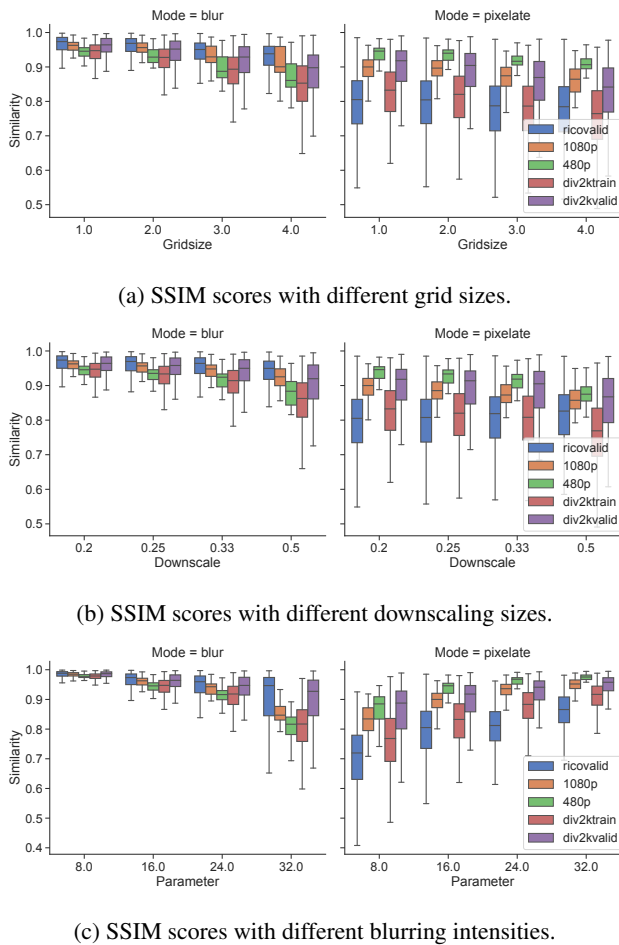 Mode = blur
Mode = pixelate
1.0
0.9
0.8
0.7
0.6
0.5
Similarity
ricovalid
1080p
480p
div2ktrain
div2kvalid
1.0 2.0 3.0 4.0
1.0 2.0 3.0 4.0
Gridsize
Gridsize
(a) SSIM scores with different grid sizes.
Mode = blur
Mode = pixelate
1.0
0.9
0.8
0.7
0.6
0.5
Similarity
ricovalid
1080p
480p
div2ktrain
div2kvalid
0.2 0.25 0.33 0.5
0.2 0.25 0.33 0.5
Downscale
Downscale
(b) SSIM scores with different downscaling sizes.
Mode = blur
Mode = pixelate
1.0
0.9
0.8
0.7
0.6
0.5
0.4
Similarity
ricovalid
1080p
480p
div2ktrain
div2kvalid
8.0 16.0 24.0 32.0
8.0 16.0 24.0 32.0
Parameter
Parameter
(c) SSIM scores with different blurring intensities.